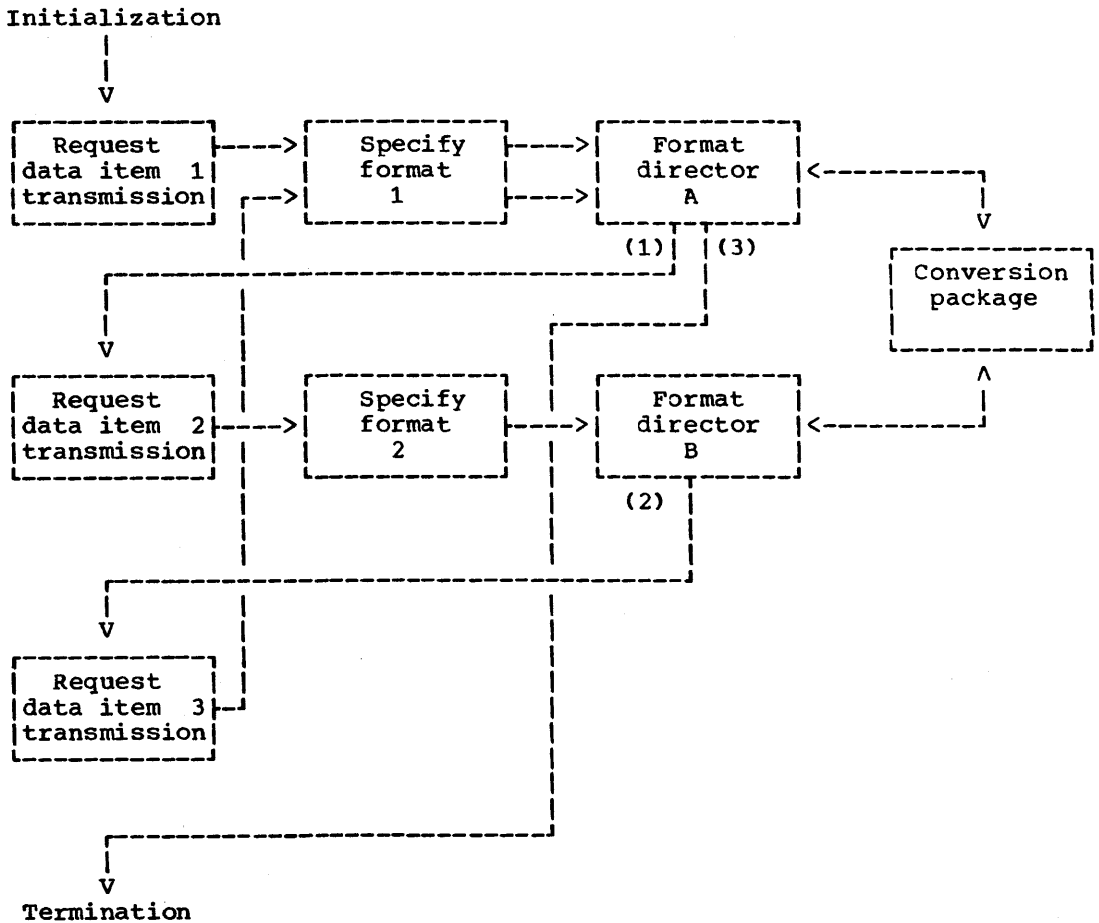 Initialization
Request
data item 1
transmission
Specify
format
1
Format
director
A
(1)
(3)
Conversion
package
Request
data item 2
transmission
Specify
format
2
Format
director
B
(2)
Request
data item 3
transmission
Termination